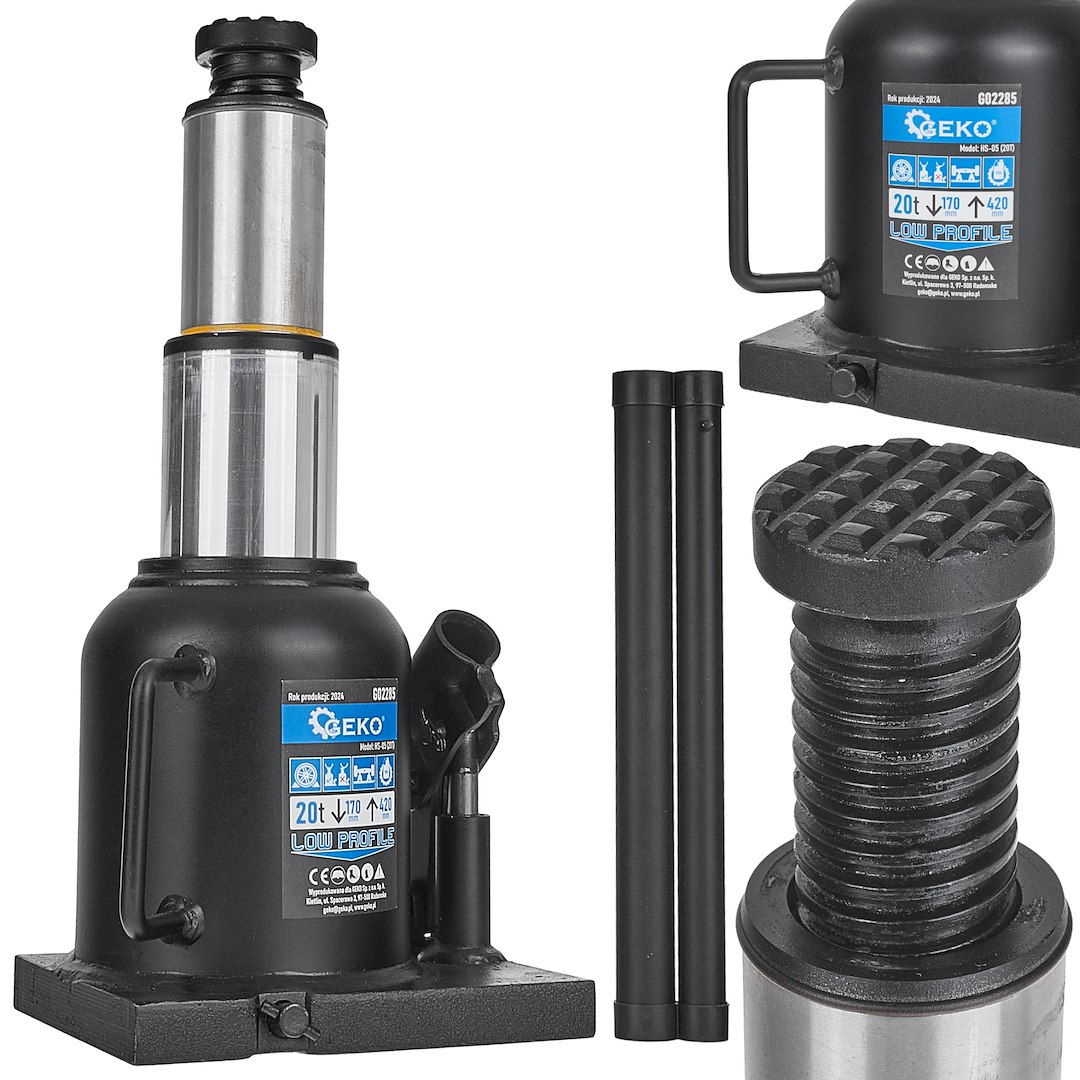 Rok produkcji: 2024 G02285
GEKO®
Model: HS-05 (20T)
20t ↓ 170 mm ↑ 420 mm
LOW PROFILE
CE
Wyprodukowano dla GEKO Sp. z o.o. Sp. k.
Kietlin, ul. Spacerowa 3, 97-500 Radomsko
geko@geko.pl, www.geko.pl
Rok produkcji: 2024 G02285
GEKO®
Model: HS-05 (20T)
20t ↓ 170 mm ↑ 420 mm
LOW PROFILE
CE
Wyprodukowano dla GEKO Sp. z o.o. Sp. k.
Kietlin, ul. Spacerowa 3, 97-500 Radomsko
geko@geko.pl, www.geko.pl